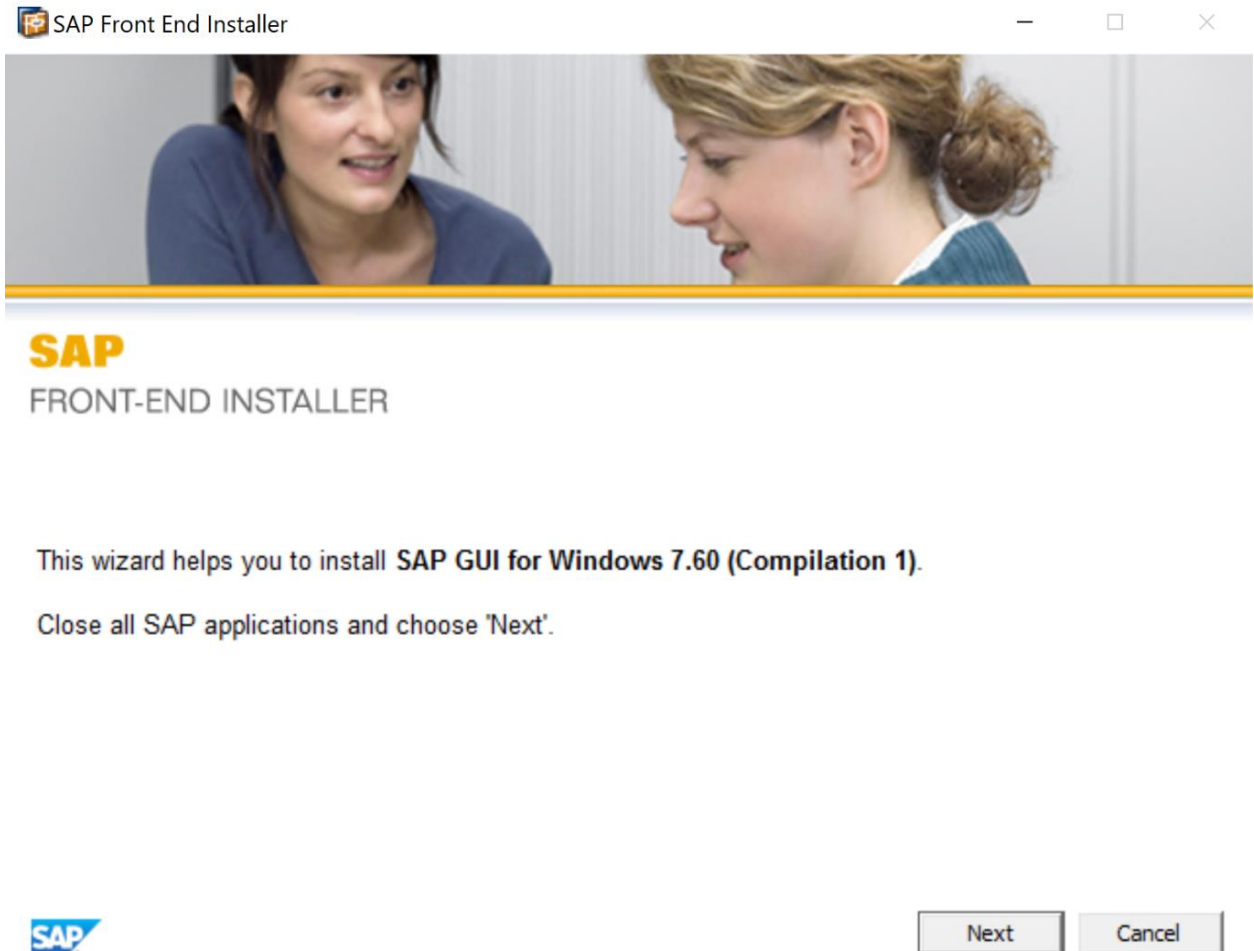 SAP Front End Installer
SAP
FRONT-END INSTALLER
This wizard helps you to install SAP GUI for Windows 7.60 (Compilation 1).
Close all SAP applications and choose 'Next'.
SAP
Next
Cancel